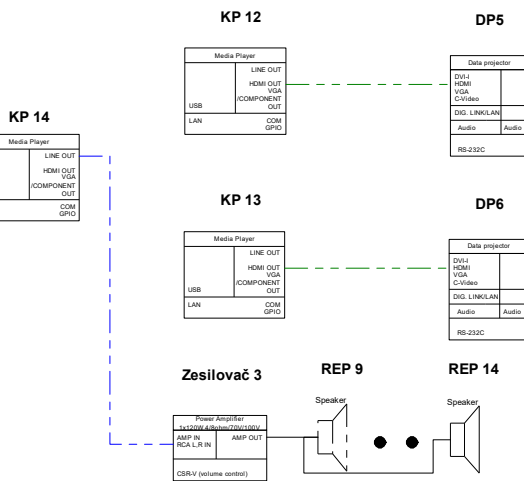 KP 12
DP5
Media Player
LINE OUT
HDMI OUT
VGA
/COMPONENT
OUT
USB
LAN
COM
GPIO
Data projector
DVI-I
HDMI
VGA
C-Video
DIG. LINK/LAN
Audio
Audio
RS-232C
KP 14
Media Player
LINE OUT
HDMI OUT
VGA
/COMPONENT
OUT
COM
GPIO
KP 13
DP6
Media Player
LINE OUT
HDMI OUT
VGA
/COMPONENT
OUT
USB
LAN
COM
GPIO
Data projector
DVI-I
HDMI
VGA
C-Video
DIG. LINK/LAN
Audio
Audio
RS-232C
Zesilovač 3
REP 9
REP 14
Power Amplifier
1x120W 4/8ohm/70V/100V
AMP IN
RCA L,R IN
AMP OUT
CSR-V (volume control)
Speaker
Speaker